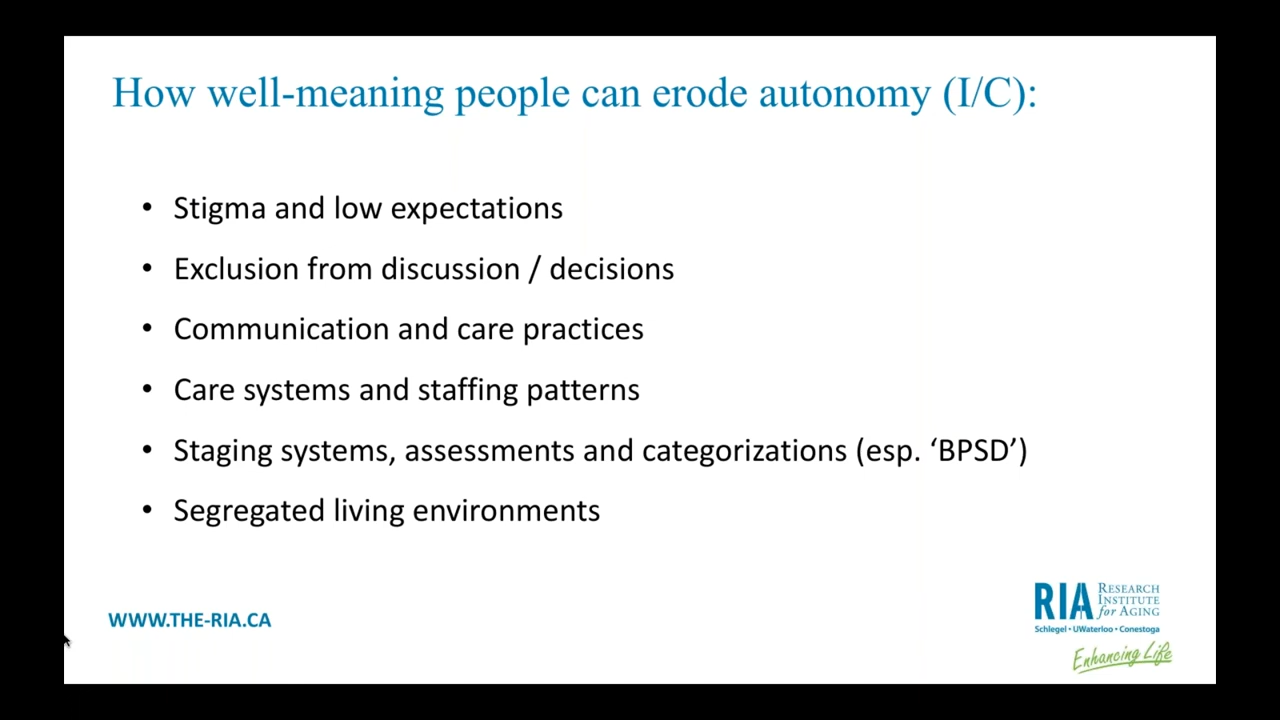 How well-meaning people can erode autonomy (I/C):
• Stigma and low expectations
• Exclusion from discussion / decisions
• Communication and care practices
• Care systems and staffing patterns
• Staging systems, assessments and categorizations (esp. ‘BPSD’)
• Segregated living environments
WWW.THE-RIA.CA
RIA
RESEARCH
INSTITUTE
for AGING
Schlegel • UWaterloo • Conestoga
Enhancing Life